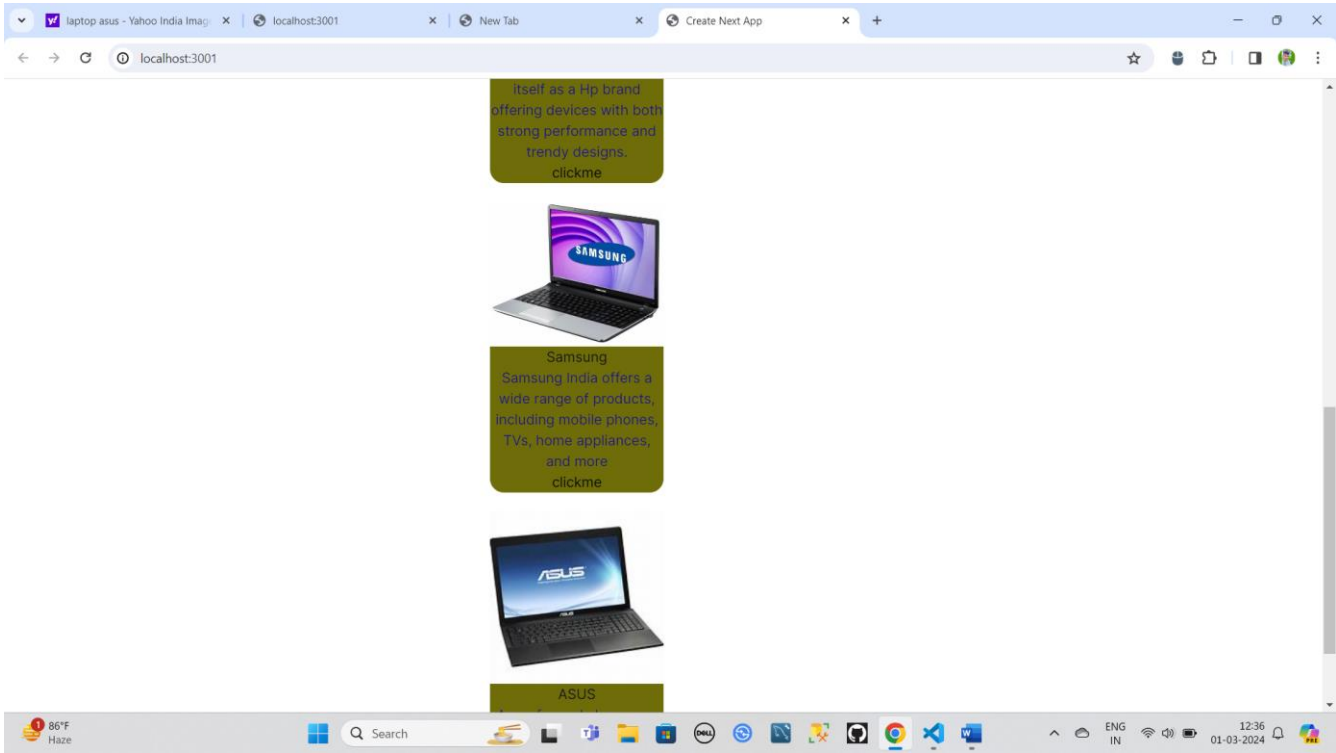 laptop asus - Yahoo India Imag
localhost:3001
New Tab
Create Next App
localhost:3001
itself as a Hp brand
offering devices with both
strong performance and
trendy designs.
clickme
SAMSUNG
Samsung
Samsung India offers a
wide range of products,
including mobile phones,
TVs, home appliances,
and more
clickme
ASUS
ASUS
1
86°F
Haze
Search
DELL
PRE
ENG
IN
12:36
01-03-2024